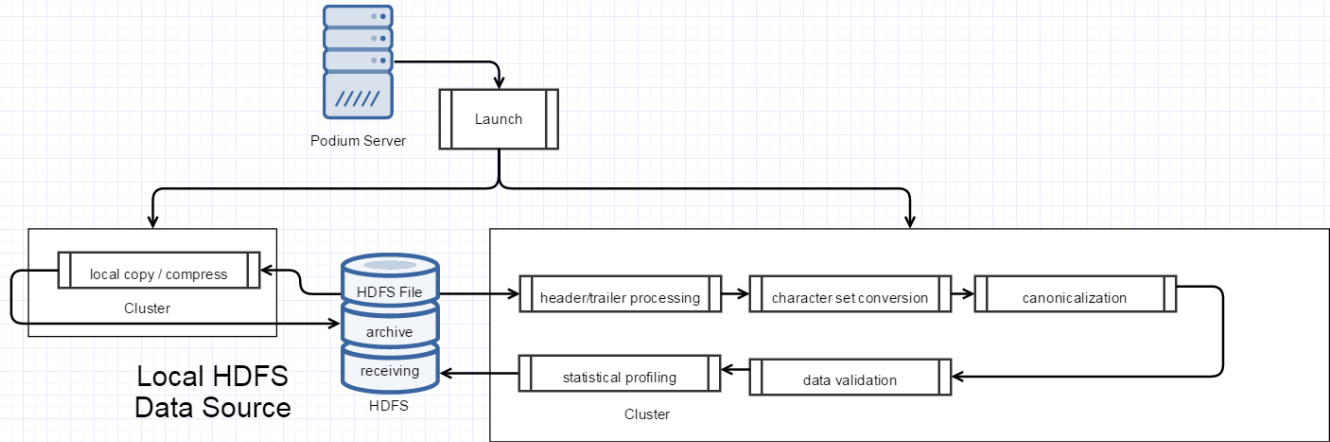 Podium Server
Launch
local copy / compress
Cluster
HDFS File
archive
receiving
HDFS
header/trailer processing
character set conversion
canonicalization
statistical profiling
data validation
Cluster
Local HDFS
Data Source